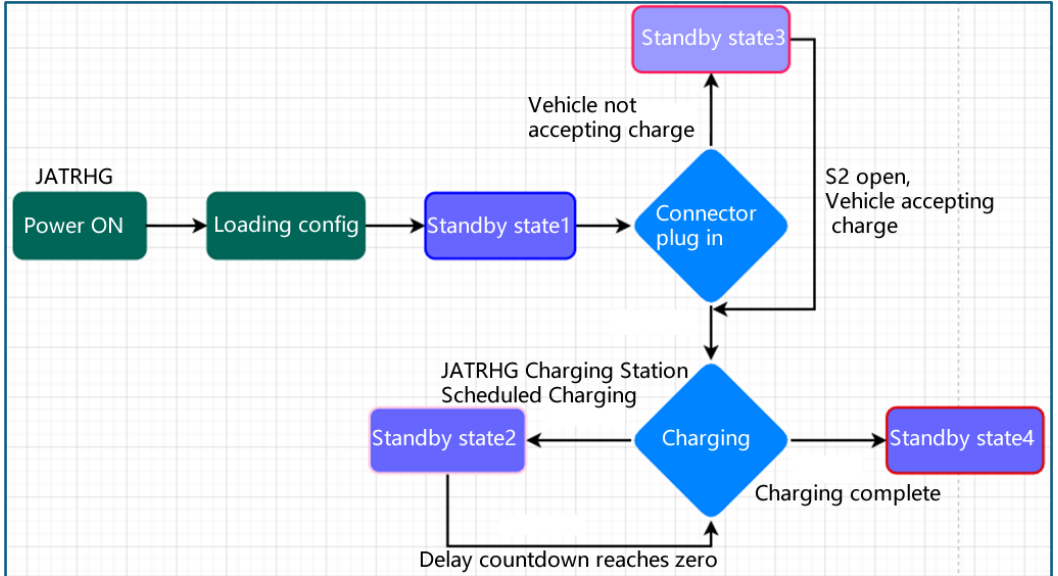 Standby state3
Vehicle not
accepting charge
JATRHG
Power ON
Loading config
Standby state1
Connector
plug in
S2 open,
Vehicle accepting
charge
JATRHG Charging Station
Scheduled Charging
Standby state2
Charging
Standby state4
Charging complete
Delay countdown reaches zero